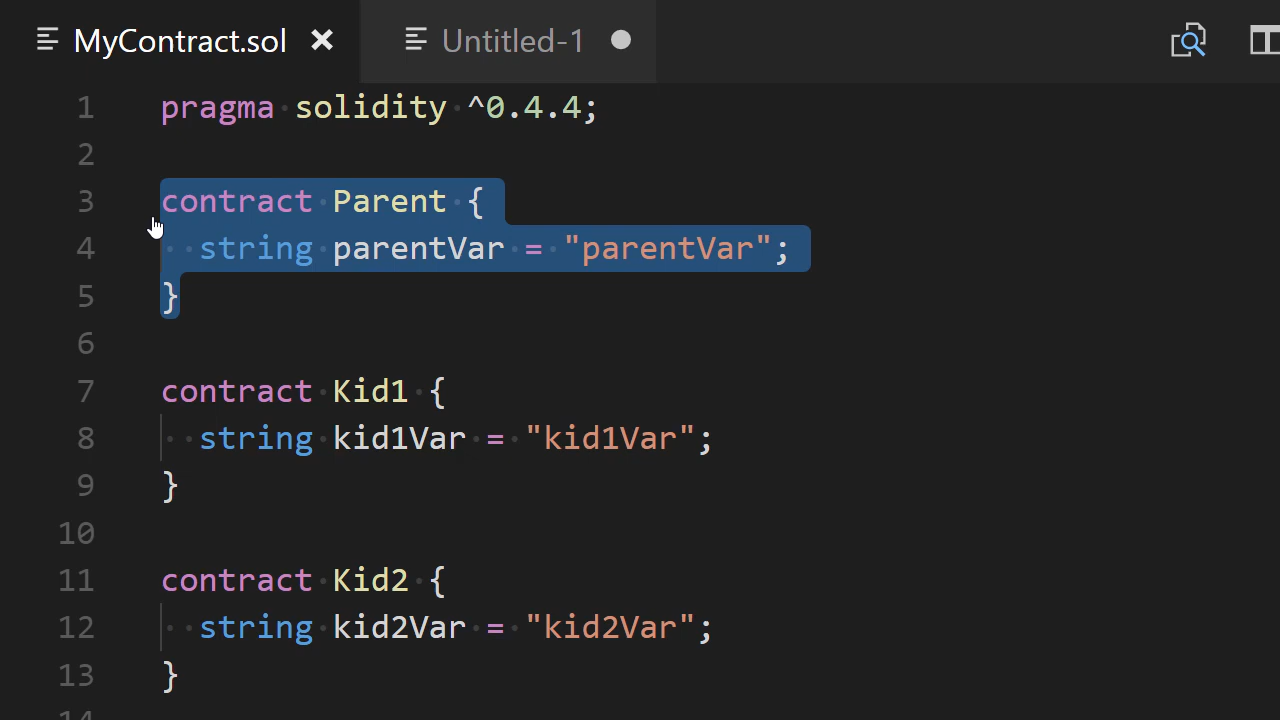 MyContract.sol Untitled-1
1 pragma solidity ^0.4.4;
2
3 contract Parent {
4 string parentVar = "parentVar";
5 }
6
7 contract Kid1 {
8 string kid1Var = "kid1Var";
9 }
10
11 contract Kid2 {
12 string kid2Var = "kid2Var";
13 }
14